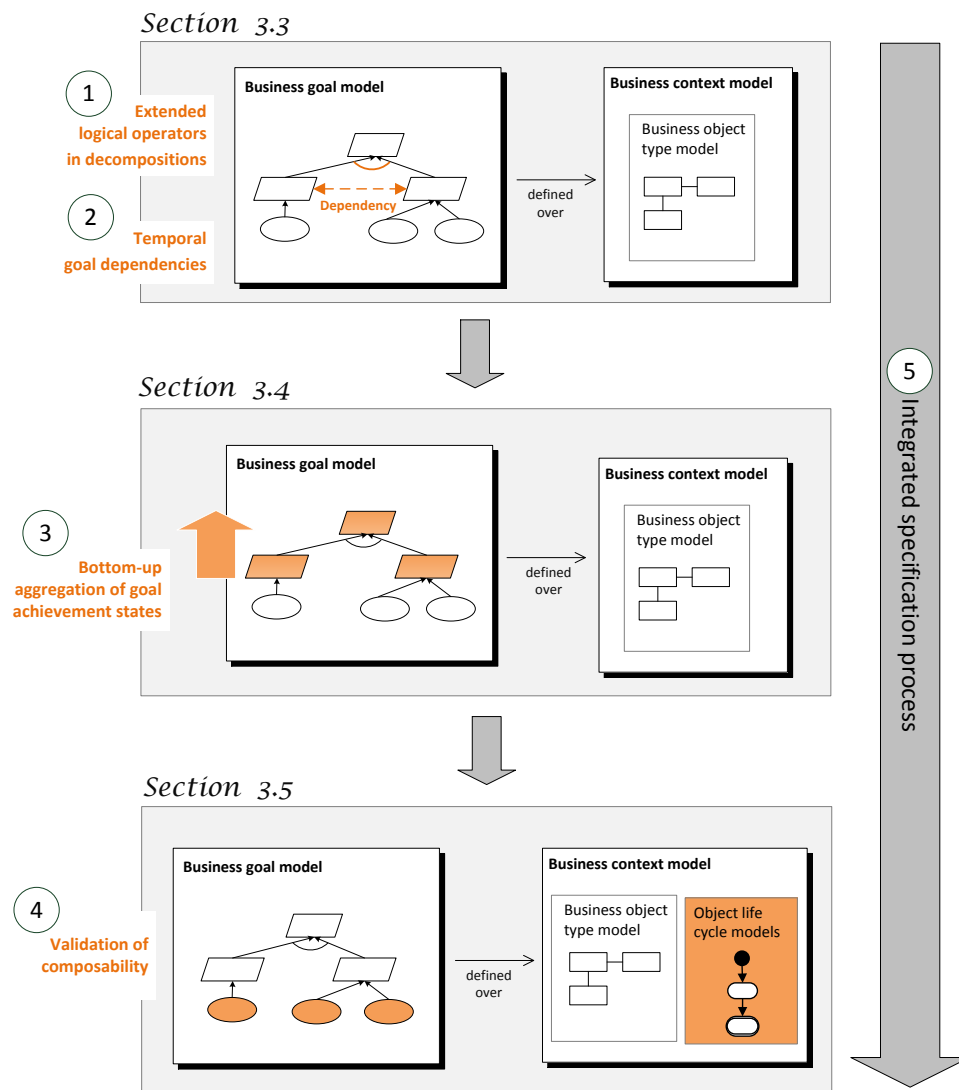 Section 3.3
1
Extended
logical operators
in decompositions
2
Temporal
goal dependencies
Business goal model
Dependency
defined
over
Business context model
Business object
type model
Section 3.4
3
Bottom-up
aggregation of goal
achievement states
Business goal model
defined
over
Business context model
Business object
type model
Section 3.5
4
Validation of
composability
Business goal model
defined
over
Business context model
Business object
type model
Object life
cycle models
5
Integrated specification process